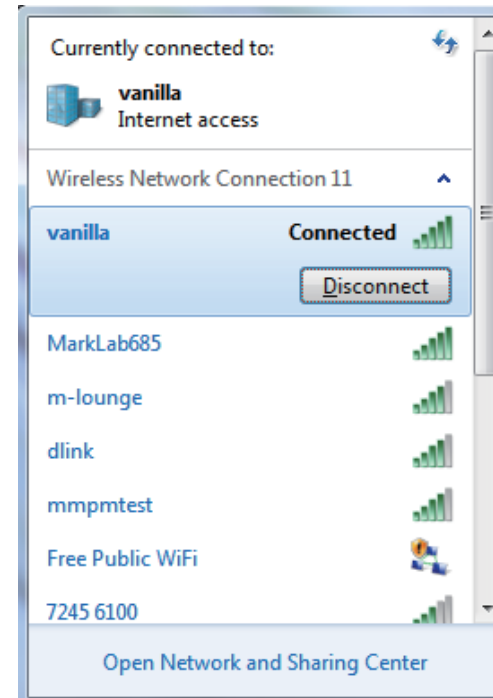 Currently connected to:
vanilla
Internet access
Wireless Network Connection 11
vanilla Connected
Disconnect
MarkLab685
m-lounge
dlink
mmpmtest
Free Public WiFi
7245 6100
Open Network and Sharing Center